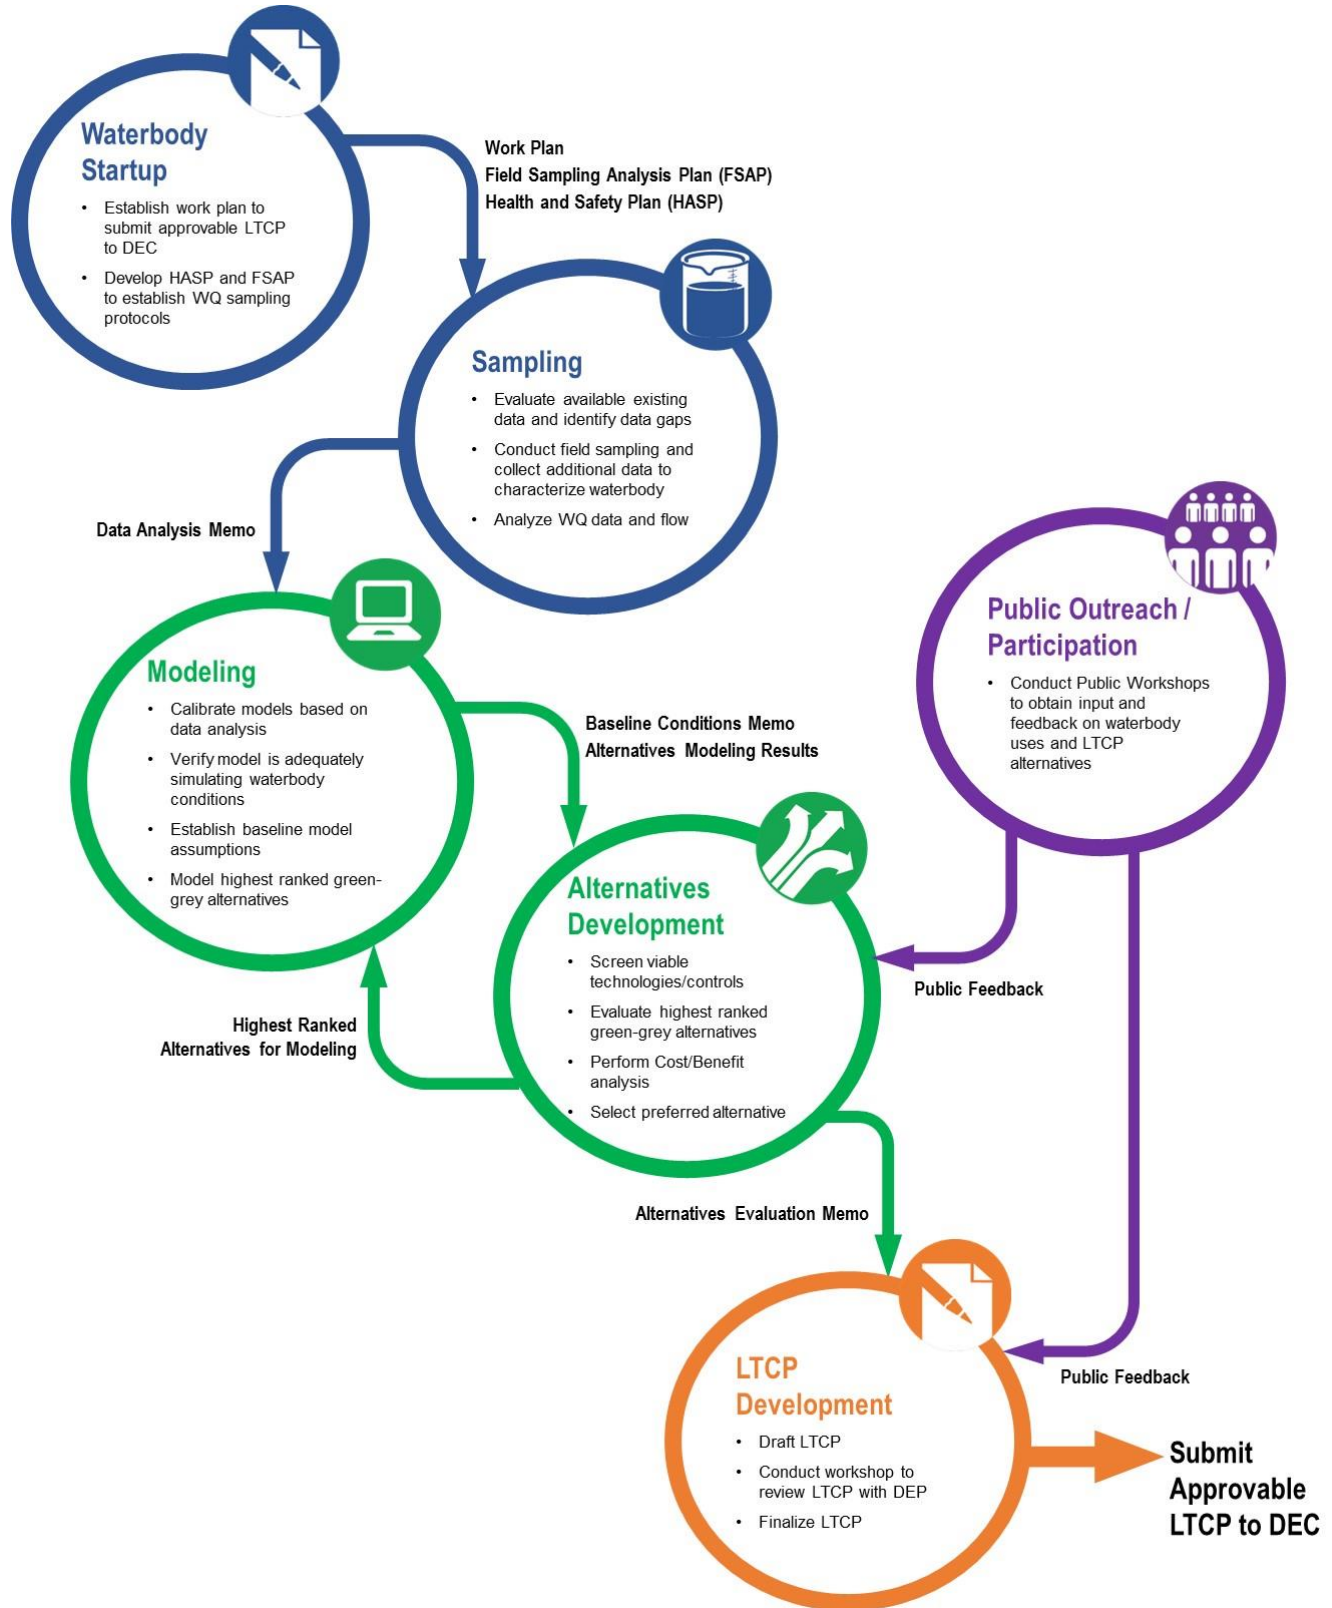 Waterbody
Startup
• Establish work plan to
submit approvable LTCP
to DEC
• Develop HASP and FSAP
to establish WQ sampling
protocols
Work Plan
Field Sampling Analysis Plan (FSAP)
Health and Safety Plan (HASP)
Sampling
• Evaluate available existing
data and identify data gaps
• Conduct field sampling and
collect additional data to
characterize waterbody
• Analyze WQ data and flow
Data Analysis Memo
Modeling
• Calibrate models based on
data analysis
• Verify model is adequately
simulating waterbody
conditions
• Establish baseline model
assumptions
• Model highest ranked green-
grey alternatives
Baseline Conditions Memo
Alternatives Modeling Results
Public Outreach /
Participation
• Conduct Public Workshops
to obtain input and
feedback on waterbody
uses and LTCP
alternatives
Alternatives
Development
• Screen viable
technologies/controls
• Evaluate highest ranked
green-grey alternatives
• Perform Cost/Benefit
analysis
• Select preferred alternative
Public Feedback
Highest Ranked
Alternatives for Modeling
Alternatives Evaluation Memo
LTCP
Development
• Draft LTCP
• Conduct workshop to
review LTCP with DEP
• Finalize LTCP
Public Feedback
Submit
Approvable
LTCP to DEC